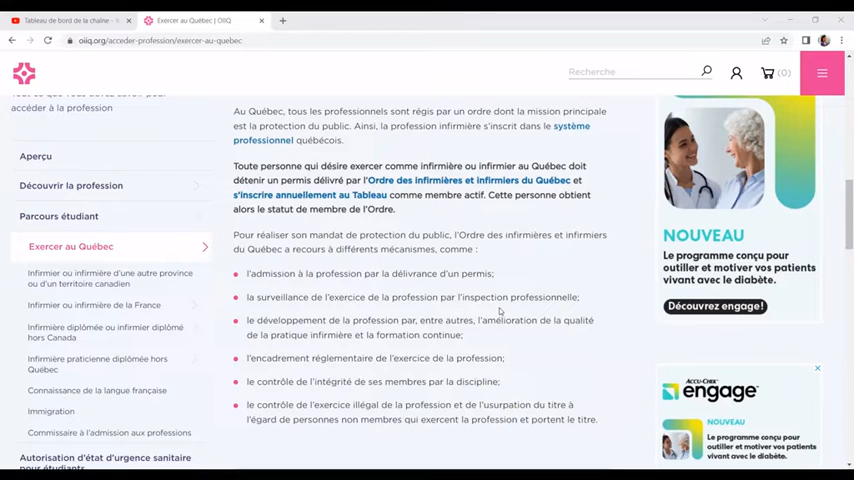 Tableau de bord de la chaîne -
Exercer au Québec | OIIQ
oiiq.org/acceder-profession/exercer-au-quebec
Recherche
(0)
accéder à la profession
Aperçu
Découvrir la profession
Parcours étudiant
Exercer au Québec
Infirmier ou infirmière d'une autre province
ou d'un territoire canadien
Infirmier ou infirmière de la France
Infirmière diplômée ou infirmier diplômé
hors Canada
Infirmière praticienne diplômée hors
Québec
Connaissance de la langue française
Immigration
Commissaire à l'admission aux professions
Autorisation d'état d'urgence sanitaire
pour étudiants
Au Québec, tous les professionnels sont régis par un ordre dont la mission principale
est la protection du public. Ainsi, la profession infirmière s'inscrit dans le système
professionnel québécois.
Toute personne qui désire exercer comme infirmière ou infirmier au Québec doit
détenir un permis délivré par l'Ordre des infirmières et infirmiers du Québec et
s'inscrire annuellement au Tableau comme membre actif. Cette personne obtient
alors le statut de membre de l'Ordre.
Pour réaliser son mandat de protection du public, l'Ordre des infirmières et infirmiers
du Québec a recours à différents mécanismes, comme :
l'admission à la profession par la délivrance d'un permis;
la surveillance de l'exercice de la profession par l'inspection professionnelle;
le développement de la profession par, entre autres, l'amélioration de la qualité
de la pratique infirmière et la formation continue;
l'encadrement réglementaire de l'exercice de la profession;
le contrôle de l'intégrité de ses membres par la discipline;
le contrôle de l'exercice illégal de la profession et de l'usurpation du titre à
l'égard de personnes non membres qui exercent la profession et portent le titre.
NOUVEAU
Le programme conçu pour
outiller et motiver vos patients
vivant avec le diabète.
Découvrez engage!
ACCU-CHEK
engage
NOUVEAU
Le programme conçu pour
outiller et motiver vos patients
vivant avec le diabète.